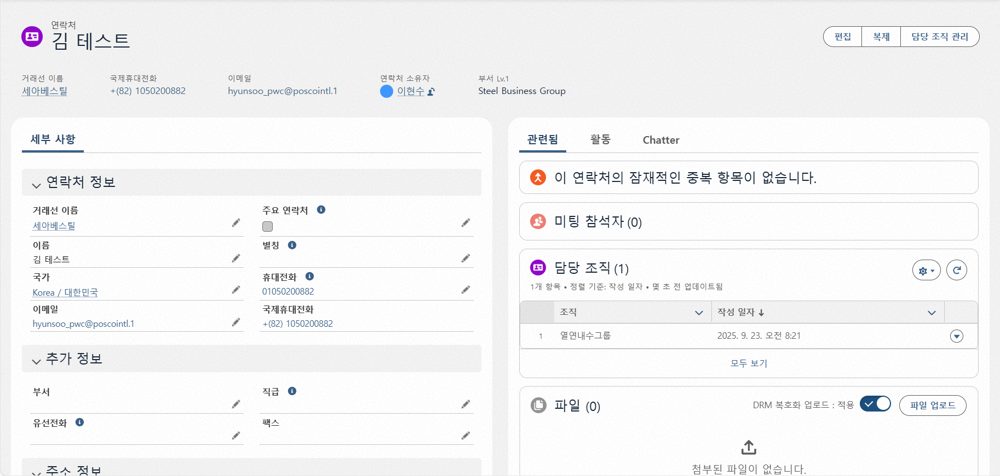 연락처
김 테스트
편집
복제
담당 조직 관리
거래선 이름
국제휴대전화
이메일
연락처 소유자
부서 Lv.1
세아베스틸
+(82) 1050200882
hyunsoo_pwc@poscointl.1
이현수
Steel Business Group
세부 사항
연락처 정보
거래선 이름
세아베스틸
주요 연락처
이름
김 테스트
별칭
국가
Korea / 대한민국
휴대전화
01050200882
이메일
hyunsoo_pwc@poscointl.1
국제휴대전화
+(82) 1050200882
추가 정보
부서
직급
유선전화
팩스
주소 정보
관련됨
활동
Chatter
이 연락처의 잠재적인 중복 항목이 없습니다.
미팅 참석자 (0)
담당 조직 (1)
1개 항목 • 정렬 기준: 작성 일자 • 몇 초 전 업데이트됨
조직
작성 일자
1
열연내수그룹
2025. 9. 23. 오전 8:21
모두 보기
파일 (0)
DRM 복호화 업로드 : 적용
파일 업로드
첨부된 파일이 없습니다.